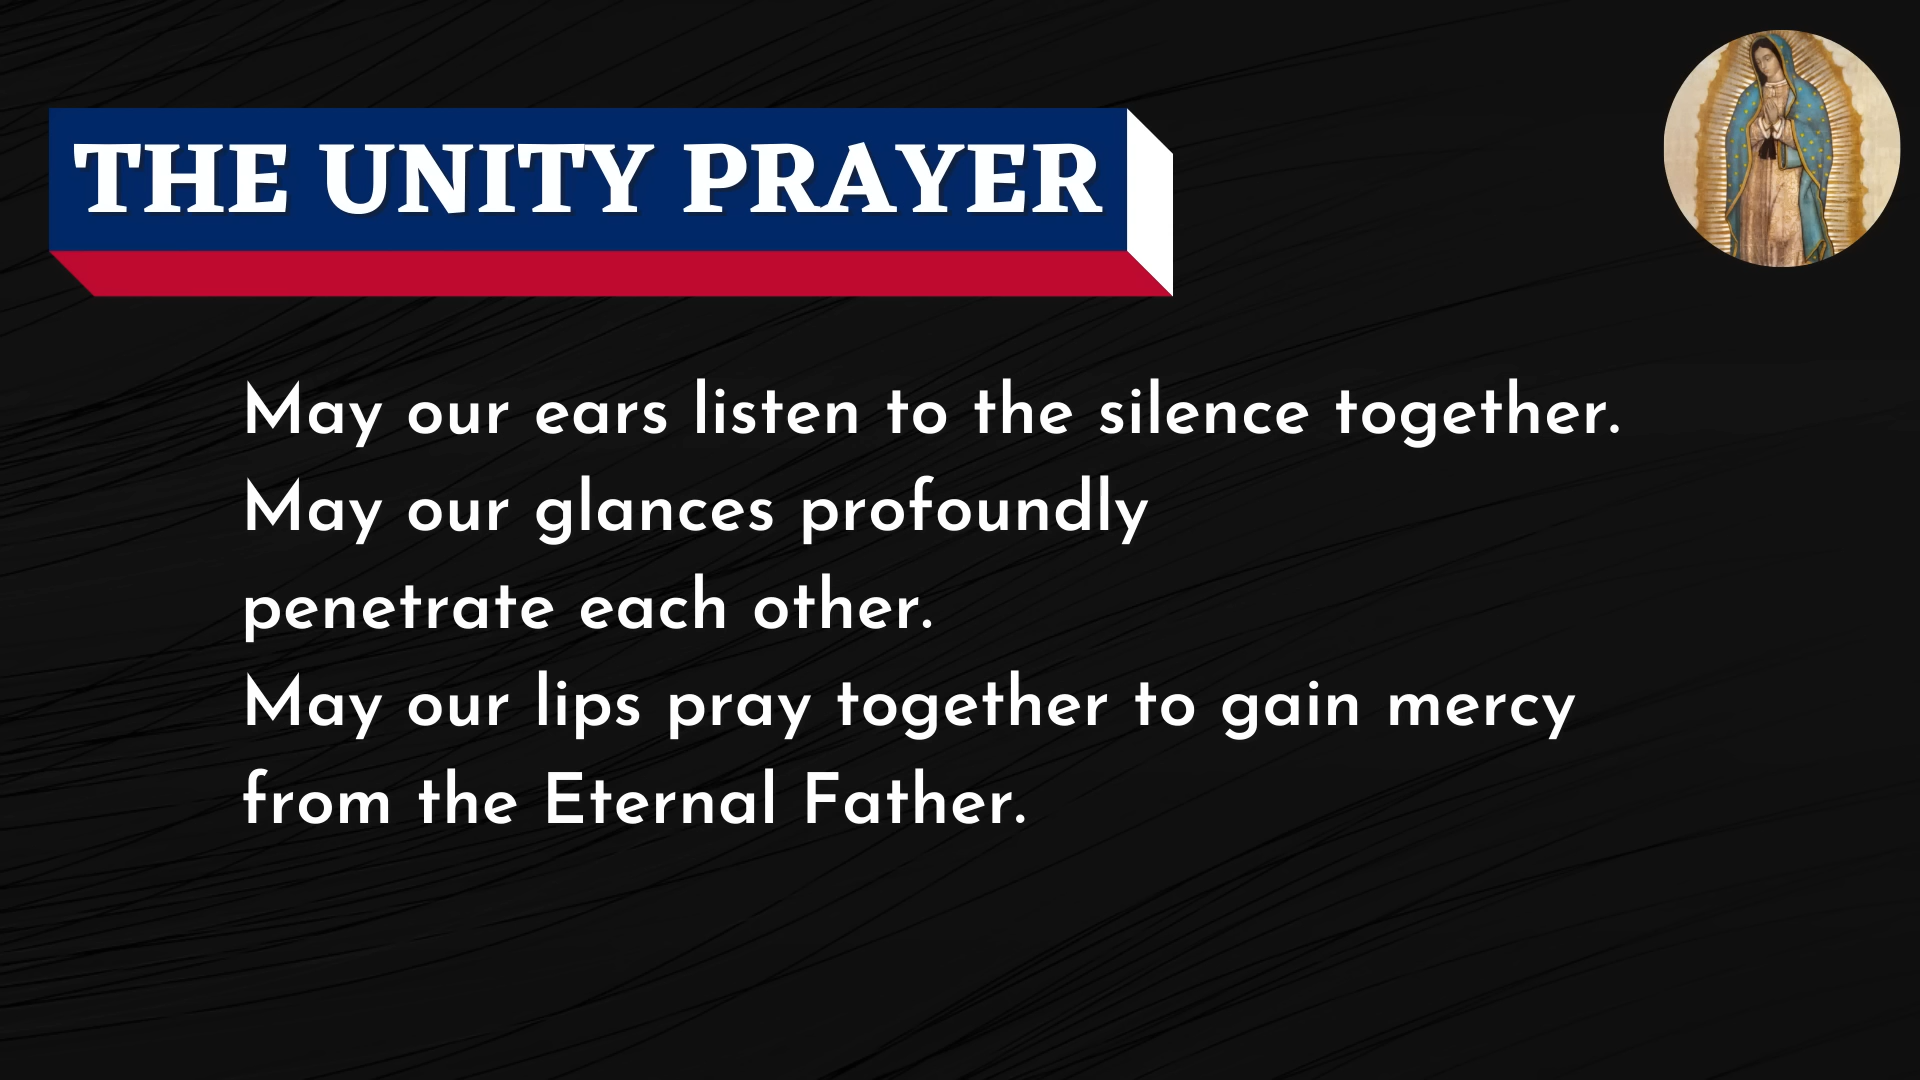 THE UNITY PRAYER
May our ears listen to the silence together.
May our glances profoundly
penetrate each other.
May our lips pray together to gain mercy
from the Eternal Father.